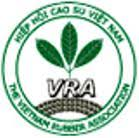 HIỆP HỘI CAO SU VIỆT NAM
VRA
THE VIETNAM RUBBER ASSOCIATION